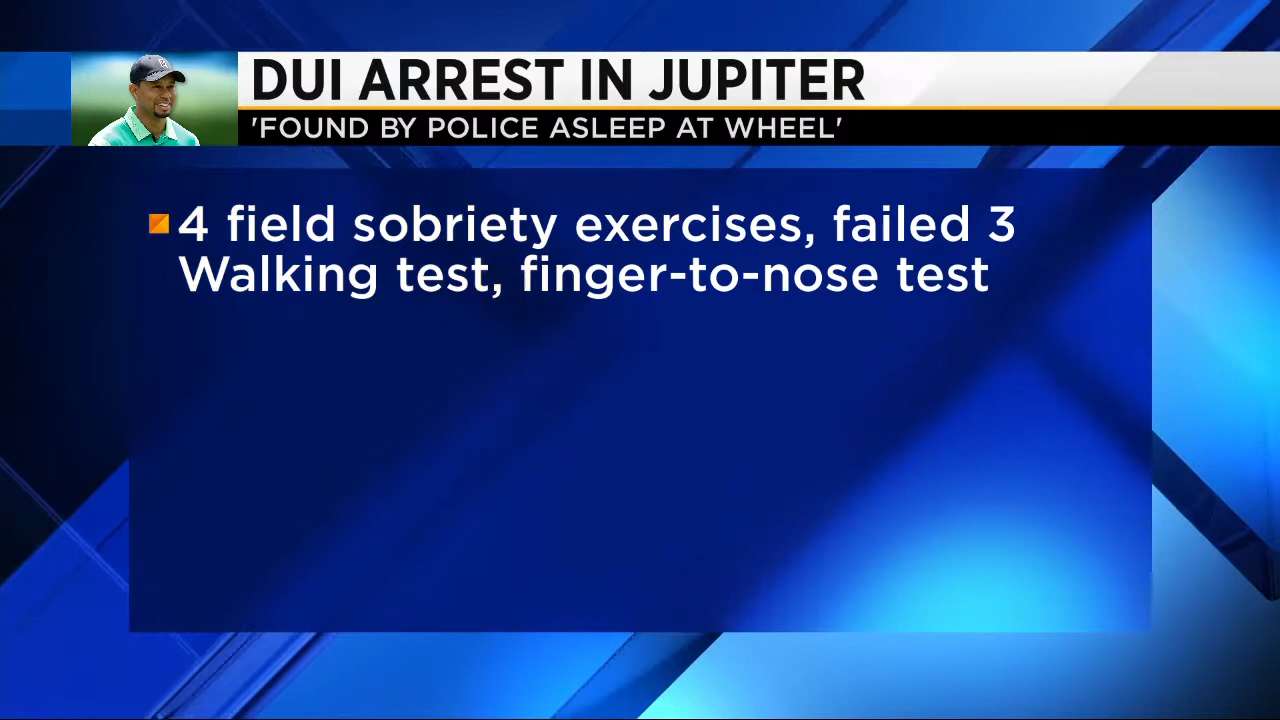 DUI ARREST IN JUPITER
'FOUND BY POLICE ASLEEP AT WHEEL'
4 field sobriety exercises, failed 3
Walking test, finger-to-nose test